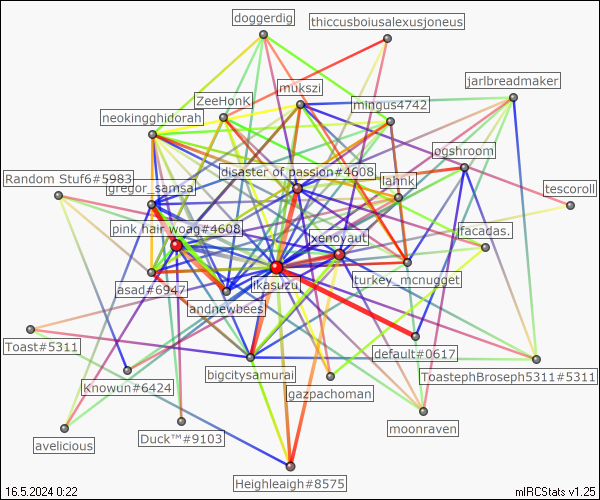 doggerdig
thiccusboiusalexusjoneus
jarlbreadmaker
mukszi
ZeeHonK
mingus4742
neokingghidorah
ogshrooml
Random Stuf6#5983
disaster of passion#4608
lahnk
gregor_samsa
tescoroll
pink hair woag#4608
facadas.
xenoyaut
likasuzu
turkey_mcnugget
asad#6947
andnewbees
Toast#5311
default#0617
bigcitysamurai
ToastephBroseph5311#5311
Knowun#6424
gazpachoman
moonraven
Duck™#9103
avelicious
Heighleaigh#8575
16.5.2024 0:22
mIRCStats v1.25